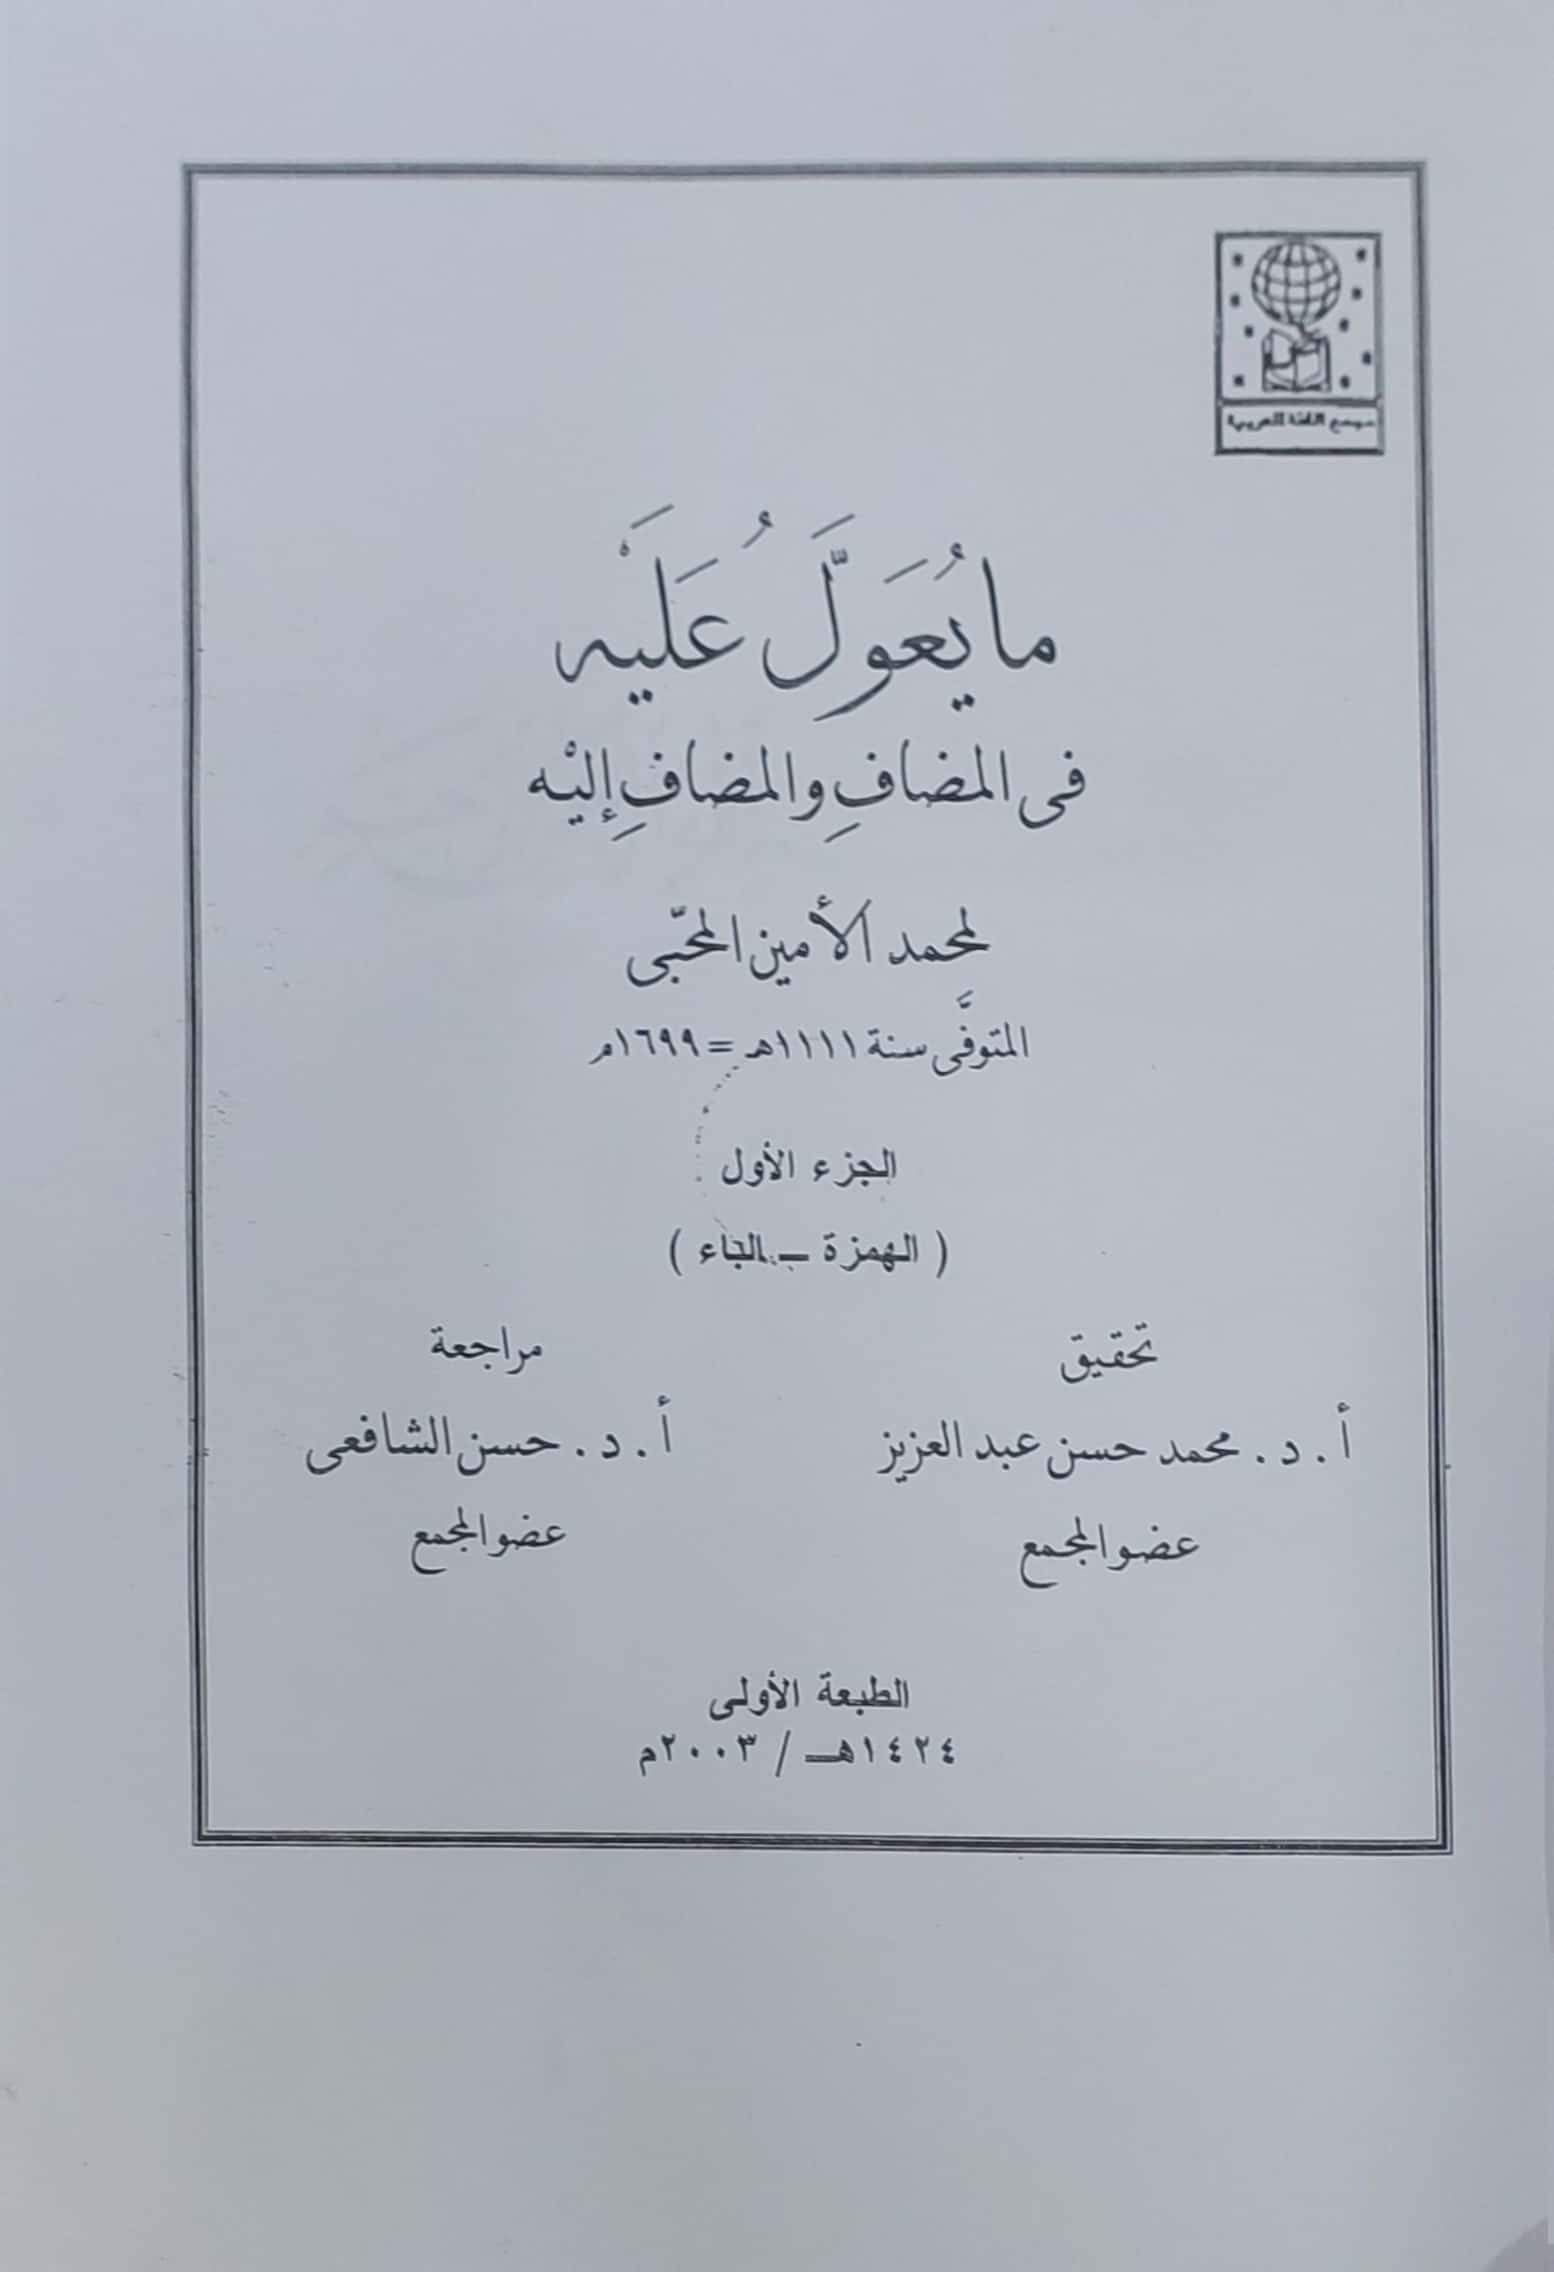 مجمع اللغة العربية
ما يُعَوَّلُ عَلَيْه
فى المضافِ والمضافِ إليْه
لمحمد الأمين المحبّى
المتوفَّى سنة ١١١١هـ = ١٦٩٩م
الجزء الأول
( الهمزة ــ الباء )
تحقيق
أ . د . محمد حسن عبد العزيز
عضو المجمع
مراجعة
أ . د . حسن الشافعى
عضو المجمع
الطبعة الأولى
١٤٢٤هـ / ٢٠٠٣م